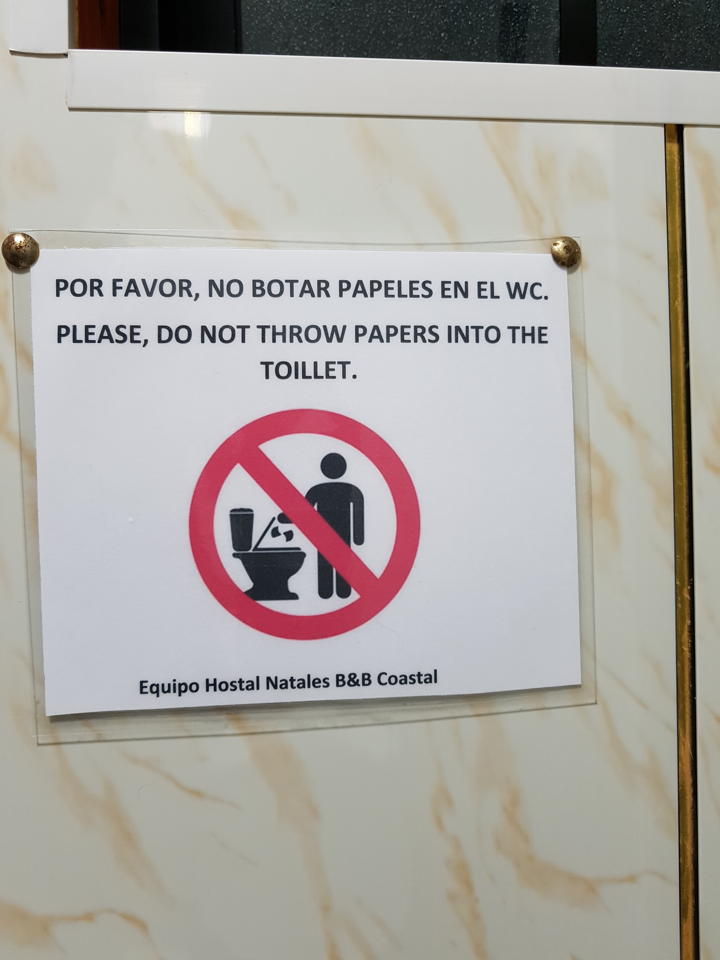 POR FAVOR, NO BOTAR PAPELES EN EL WC.
PLEASE, DO NOT THROW PAPERS INTO THE
TOILLET.
Equipo Hostal Natales B&B Coastal